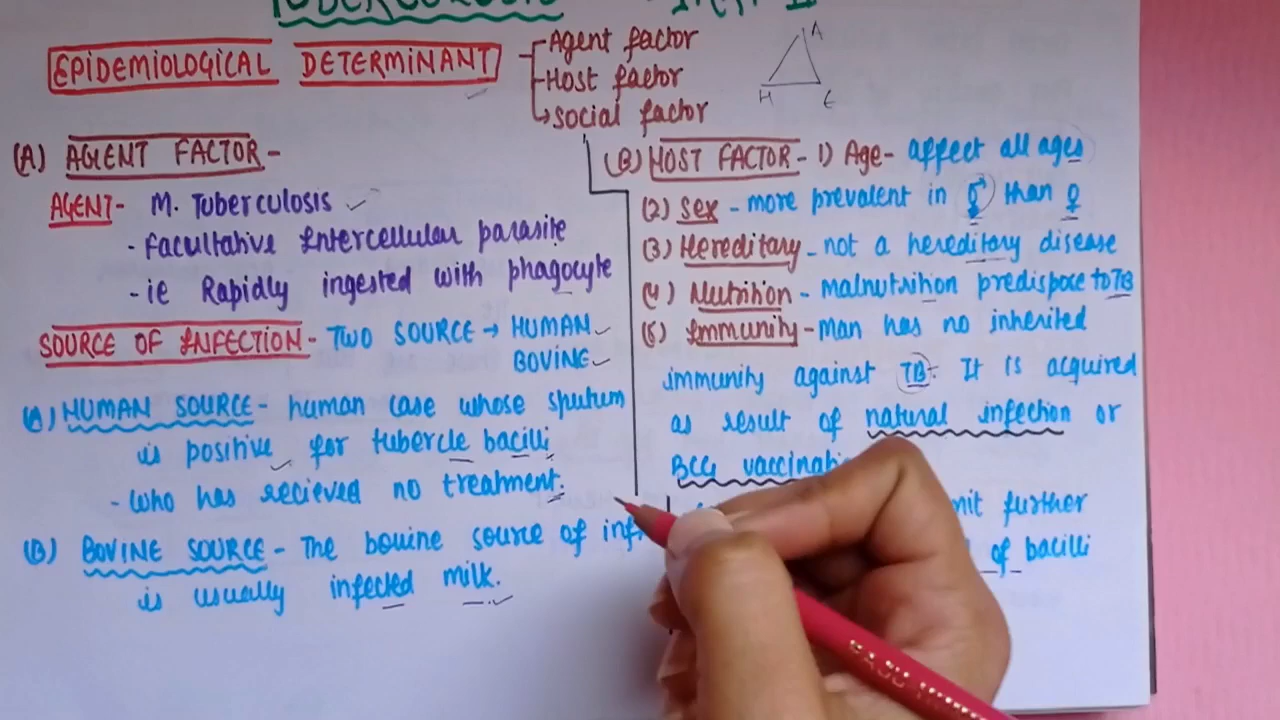 TUBERCULOSIS
EPIDEMIOLOGICAL DETERMINANT
Agent factor
Host factor
Social factor
A
H E
(A) AGENT FACTOR-
AGENT- M. Tuberculosis
- facultative intercellular parasite
- ie Rapidly ingested with phagocyte
SOURCE OF INFECTION- TWO SOURCE → HUMAN
BOVINE
(A) HUMAN SOURCE- human case whose sputum
is positive for tubercle bacilli
- who has recieved no treatment.
(B) BOVINE SOURCE- The bovine source of
is usually infected milk.
(B) HOST FACTOR- 1) Age- affect all ages
(2) Sex - more prevalent in ♂ than ♀
(3) Hereditary - not a hereditary disease
(4) Nutrition - malnutrition predispose to TB
(5) Immunity- man has no inherited
immunity against TB. It is acquired
as result of natural infection or
BCG
further
of bacilli